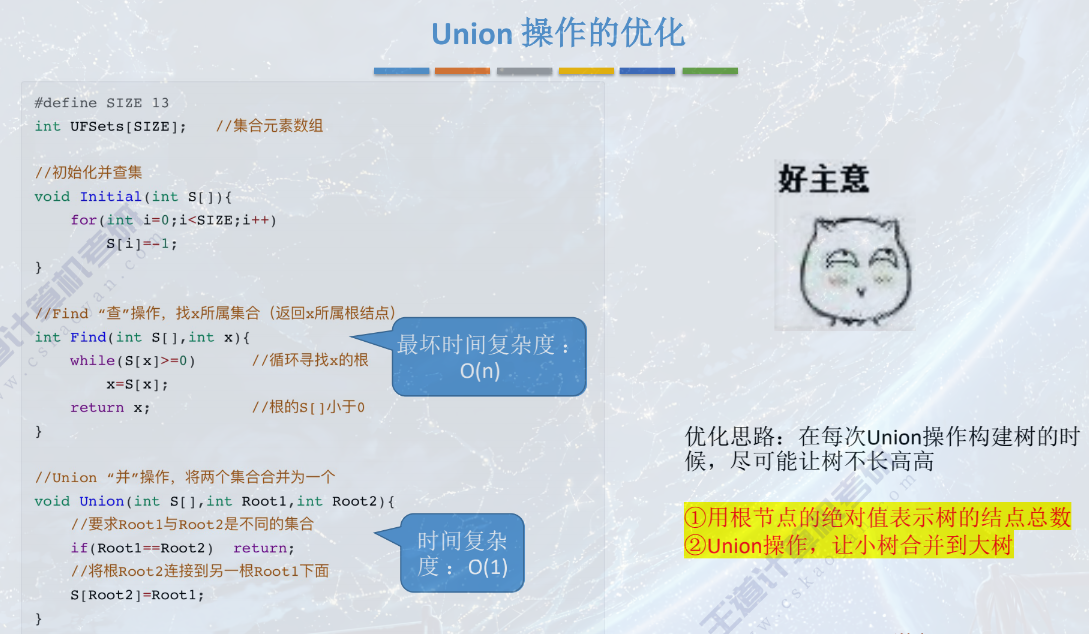 Union 操作的优化
#define SIZE 13
int UFSets[SIZE];   //集合元素数组
//初始化并查集
void Initial(int S[]){
    for(int i=0;i<SIZE;i++)
        S[i]=-1;
}
//Find “查”操作，找x所属集合（返回x所属根结点）
int Find(int S[],int x){
    while(S[x]>=0)      //循环寻找x的根
        x=S[x];
    return x;           //根的S[]小于0
}
//Union “并”操作，将两个集合合并为一个
void Union(int S[],int Root1,int Root2){
    //要求Root1与Root2是不同的集合
    if(Root1==Root2)  return;
    //将根Root2连接到另一根Root1下面
    S[Root2]=Root1;
}
最坏时间复杂度：
O(n)
时间复杂
度：O(1)
好主意
优化思路：在每次Union操作构建树的时
候，尽可能让树不长高高
①用根节点的绝对值表示树的结点总数
②Union操作，让小树合并到大树
王道计算机考研